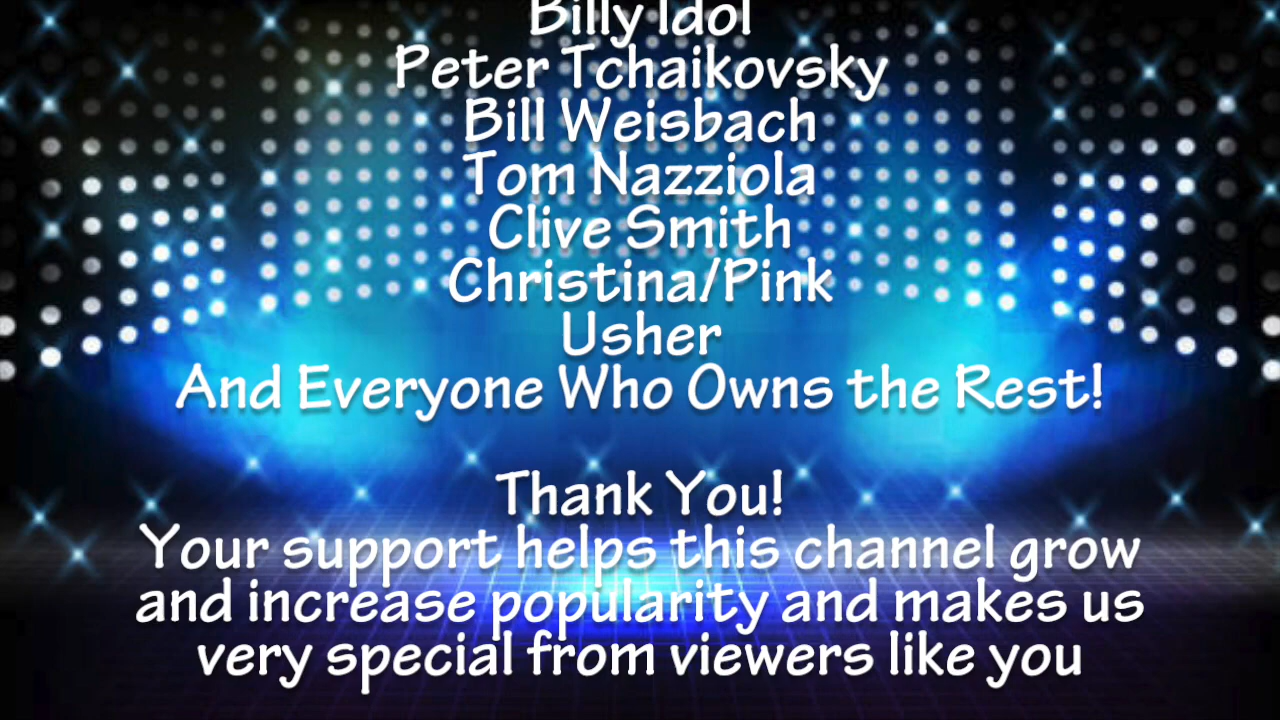 Billy Idol
Peter Tchaikovsky
Bill Weisbach
Tom Nazziola
Clive Smith
Christina/Pink
Usher
And Everyone Who Owns the Rest!
Thank You!
Your support helps this channel grow
and increase popularity and makes us
very special from viewers like you